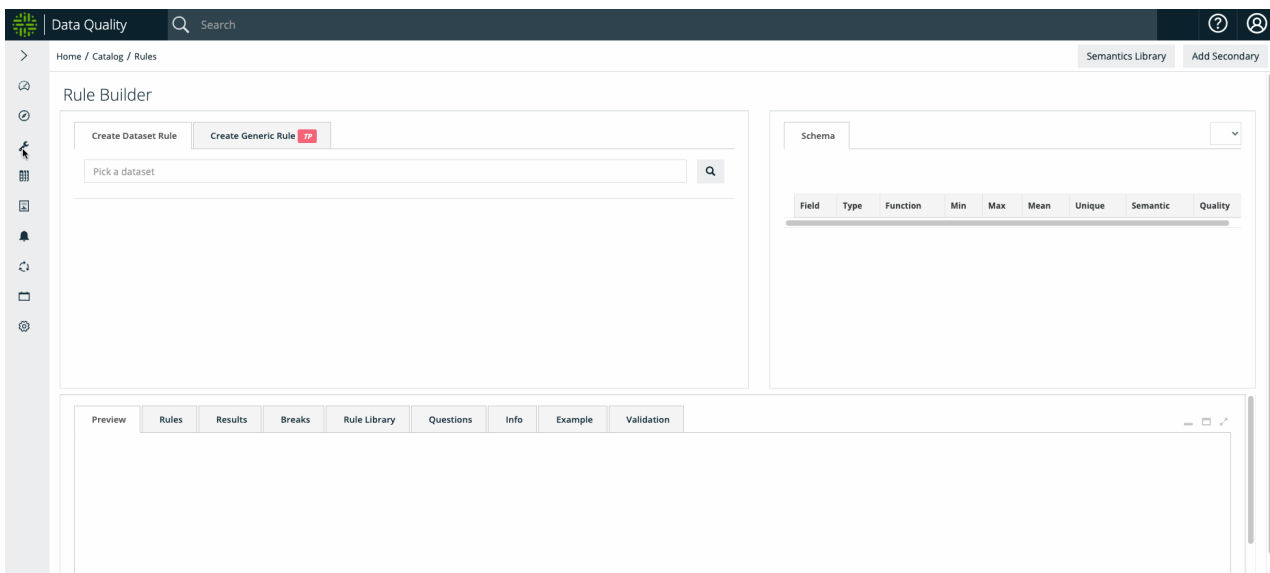 Data Quality Search
Home / Catalog / Rules Semantics Library Add Secondary
Rule Builder
Create Dataset Rule Create Generic Rule TP
Pick a dataset
Schema
Field Type Function Min Max Mean Unique Semantic Quality
Preview Rules Results Breaks Rule Library Questions Info Example Validation